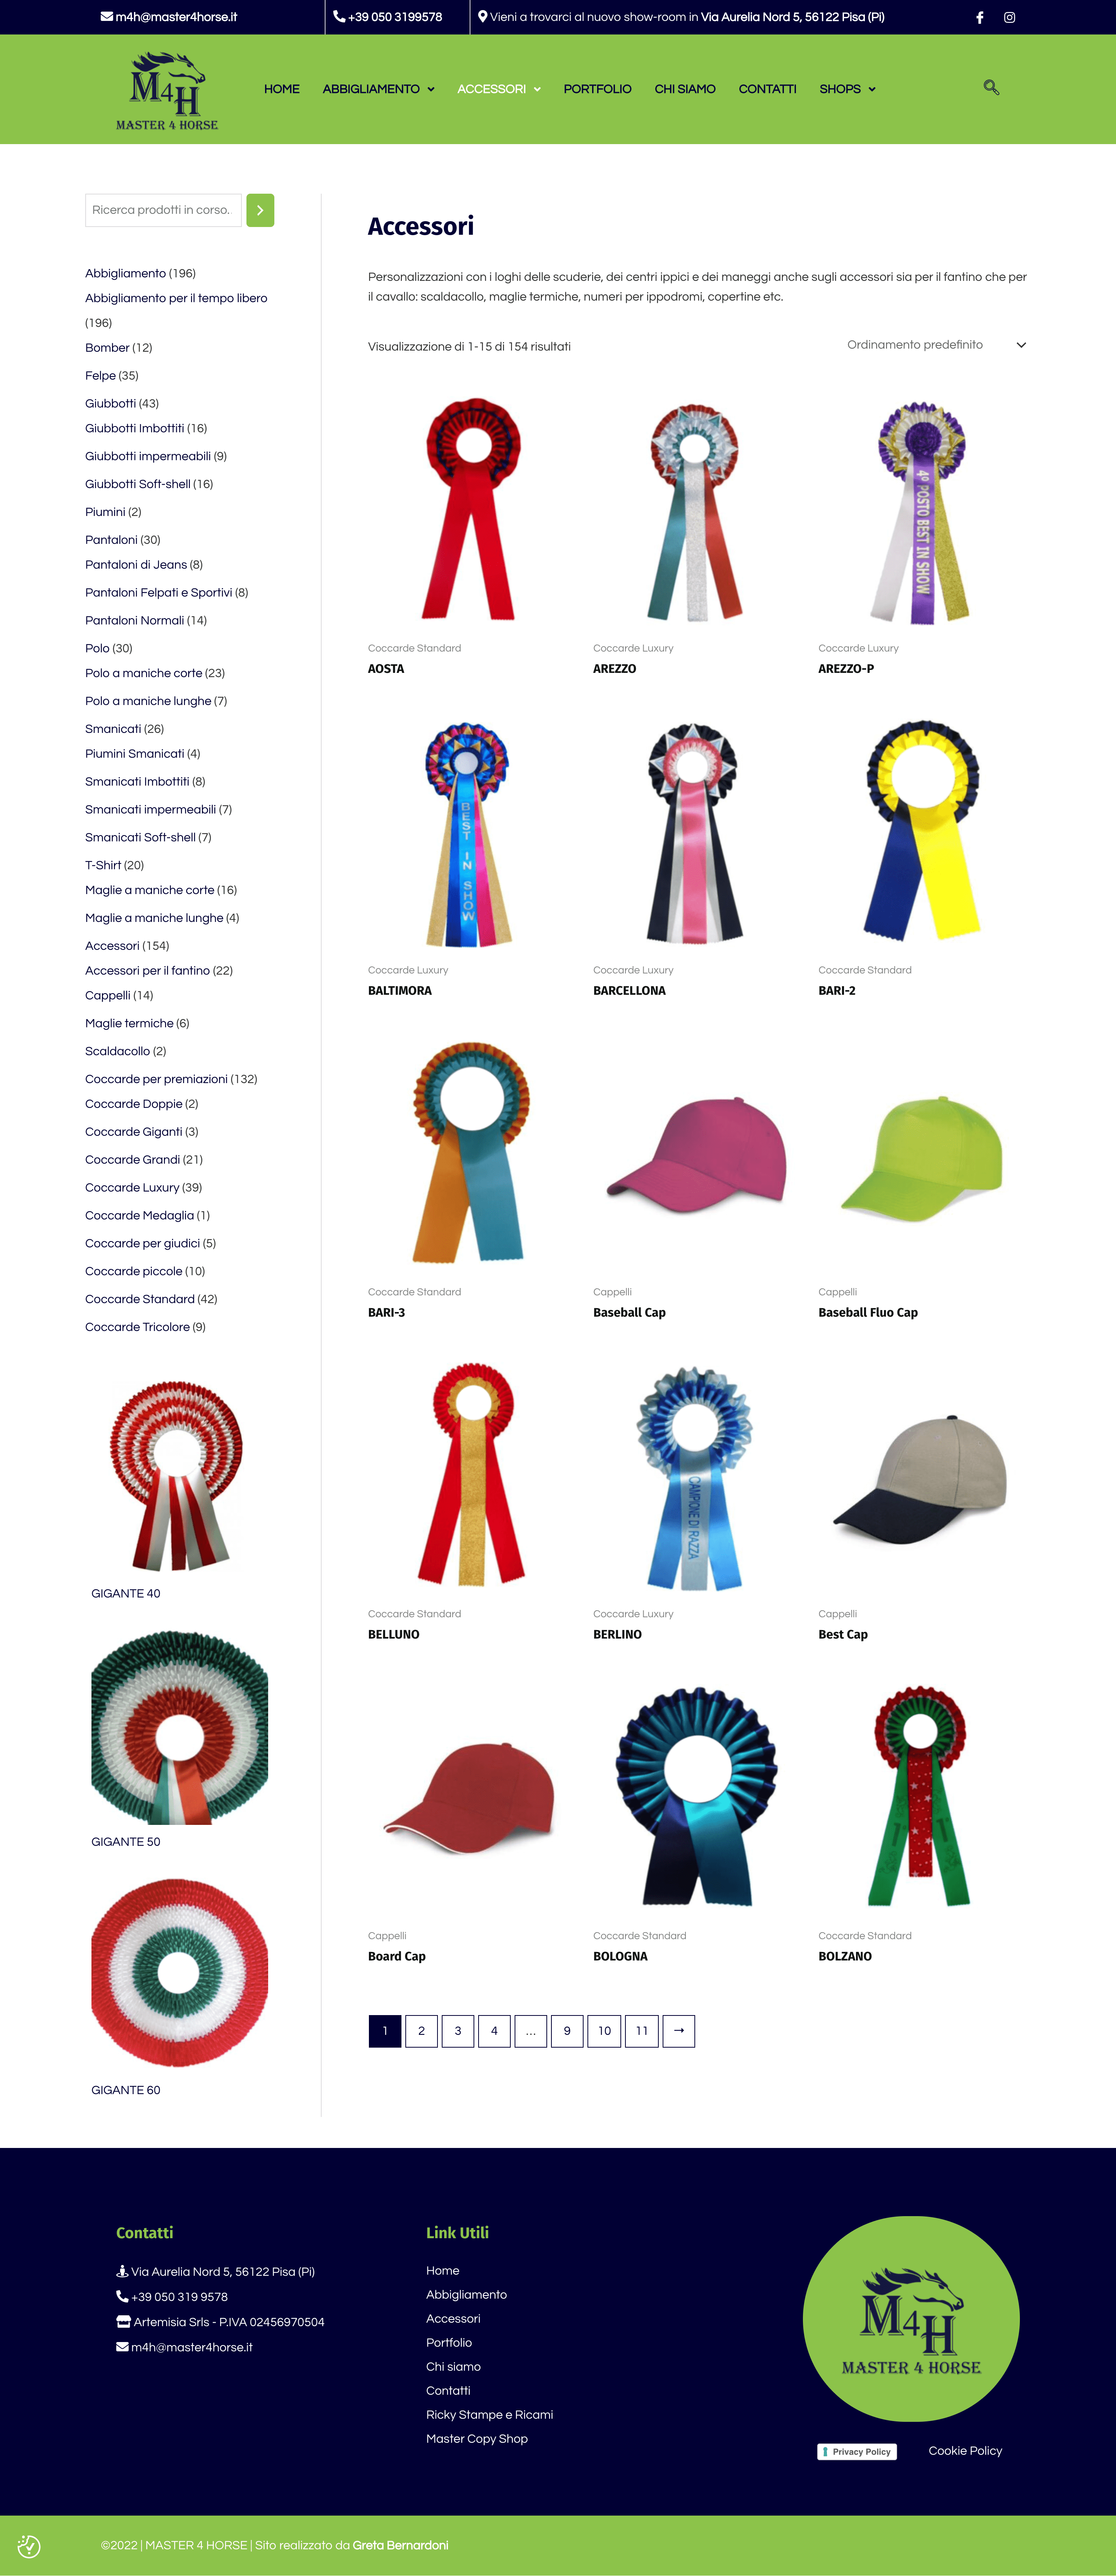 m4h@master4horse.it
+39 050 3199578
Vieni a trovarci al nuovo show-room in Via Aurelia Nord 5, 56122 Pisa (Pi)
M4H
MASTER 4 HORSE
HOME
ABBIGLIAMENTO
ACCESSORI
PORTFOLIO
CHI SIAMO
CONTATTI
SHOPS
Ricerca prodotti in corso.
Abbigliamento (196)
Abbigliamento per il tempo libero
(196)
Bomber (12)
Felpe (35)
Giubbotti (43)
Giubbotti Imbottiti (16)
Giubbotti impermeabili (9)
Giubbotti Soft-shell (16)
Piumini (2)
Pantaloni (30)
Pantaloni di Jeans (8)
Pantaloni Felpati e Sportivi (8)
Pantaloni Normali (14)
Polo (30)
Polo a maniche corte (23)
Polo a maniche lunghe (7)
Smanicati (26)
Piumini Smanicati (4)
Smanicati Imbottiti (8)
Smanicati impermeabili (7)
Smanicati Soft-shell (7)
T-Shirt (20)
Maglie a maniche corte (16)
Maglie a maniche lunghe (4)
Accessori (154)
Accessori per il fantino (22)
Cappelli (14)
Maglie termiche (6)
Scaldacollo (2)
Coccarde per premiazioni (132)
Coccarde Doppie (2)
Coccarde Giganti (3)
Coccarde Grandi (21)
Coccarde Luxury (39)
Coccarde Medaglia (1)
Coccarde per giudici (5)
Coccarde piccole (10)
Coccarde Standard (42)
Coccarde Tricolore (9)
GIGANTE 40
GIGANTE 50
GIGANTE 60
Accessori
Personalizzazioni con i loghi delle scuderie, dei centri ippici e dei maneggi anche sugli accessori sia per il fantino che per
il cavallo: scaldacollo, maglie termiche, numeri per ippodromi, copertine etc.
Visualizzazione di 1-15 di 154 risultati
Ordinamento predefinito
4° POSTO BEST IN SHOW
Coccarde Standard
AOSTA
Coccarde Luxury
AREZZO
Coccarde Luxury
AREZZO-P
BEST IN SHOW
Coccarde Luxury
BALTIMORA
Coccarde Luxury
BARCELLONA
Coccarde Standard
BARI-2
Coccarde Standard
BARI-3
Cappelli
Baseball Cap
Cappelli
Baseball Fluo Cap
CAMPIONE DI RAZZA
Coccarde Standard
BELLUNO
Coccarde Luxury
BERLINO
Cappelli
Best Cap
Cappelli
Board Cap
Coccarde Standard
BOLOGNA
Coccarde Standard
BOLZANO
1 2 3 4 … 9 10 11 →
Contatti
Via Aurelia Nord 5, 56122 Pisa (Pi)
+39 050 319 9578
Artemisia Srls - P.IVA 02456970504
m4h@master4horse.it
Link Utili
Home
Abbigliamento
Accessori
Portfolio
Chi siamo
Contatti
Ricky Stampe e Ricami
Master Copy Shop
M4H
MASTER 4 HORSE
Privacy Policy
Cookie Policy
©2022 | MASTER 4 HORSE | Sito realizzato da Greta Bernardoni